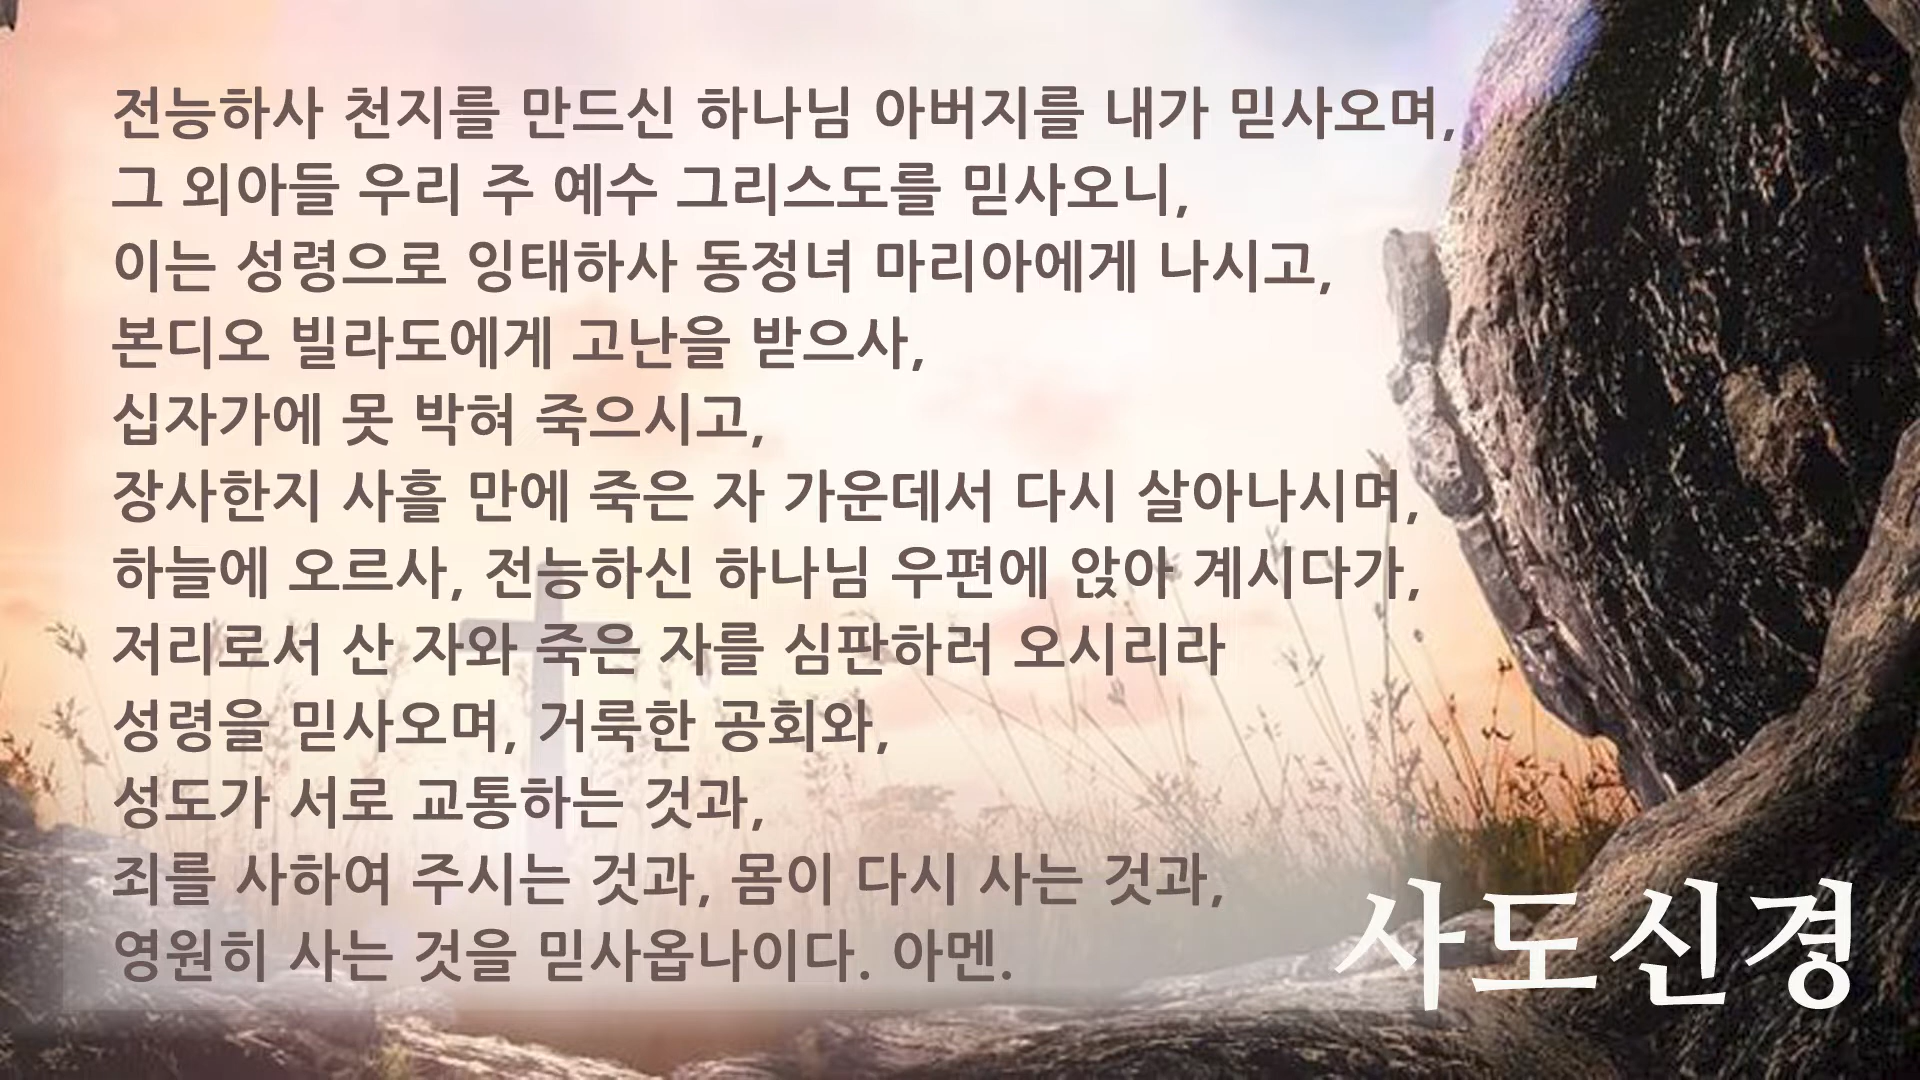 전능하사 천지를 만드신 하나님 아버지를 내가 믿사오며,
그 외아들 우리 주 예수 그리스도를 믿사오니,
이는 성령으로 잉태하사 동정녀 마리아에게 나시고,
본디오 빌라도에게 고난을 받으사,
십자가에 못 박혀 죽으시고,
장사한지 사흘 만에 죽은 자 가운데서 다시 살아나시며,
하늘에 오르사, 전능하신 하나님 우편에 앉아 계시다가,
저리로서 산 자와 죽은 자를 심판하러 오시리라
성령을 믿사오며, 거룩한 공회와,
성도가 서로 교통하는 것과,
죄를 사하여 주시는 것과, 몸이 다시 사는 것과,
영원히 사는 것을 믿사옵나이다. 아멘.
사도신경